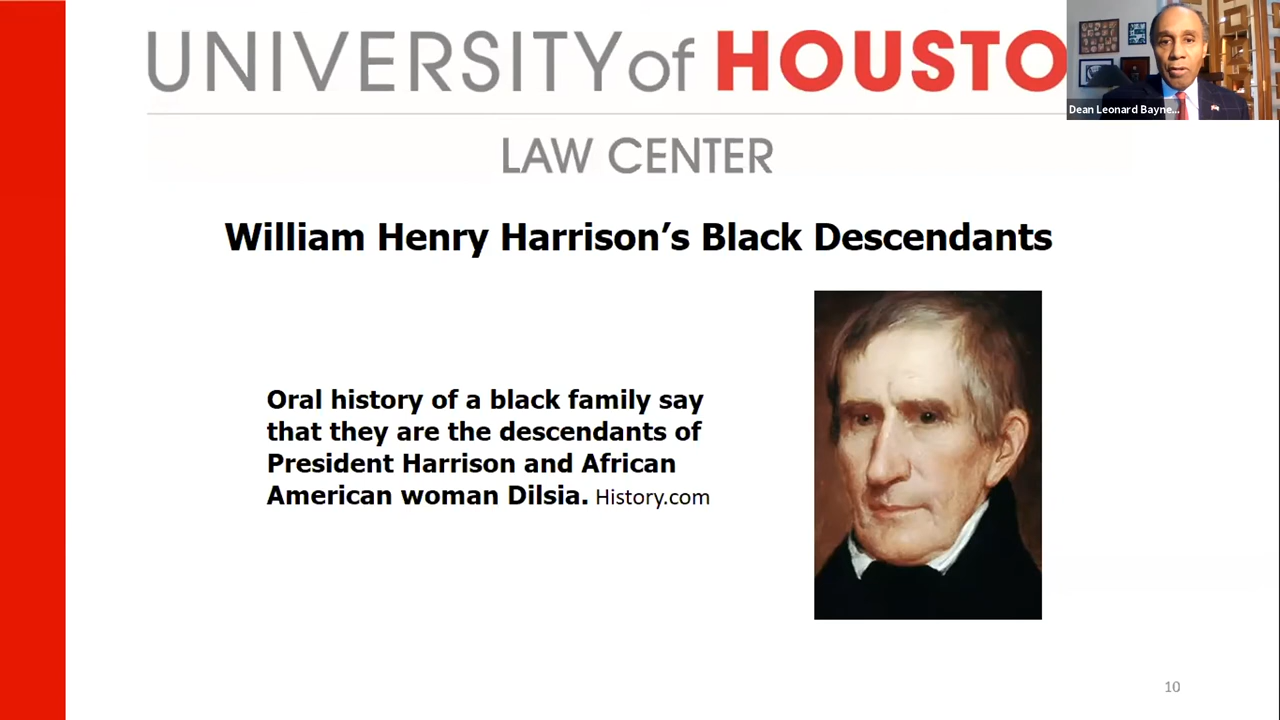 UNIVERSITY of HOUSTO
Dean Leonard Bayne...
LAW CENTER
William Henry Harrison’s Black Descendants
Oral history of a black family say
that they are the descendants of
President Harrison and African
American woman Dilsia. History.com
10